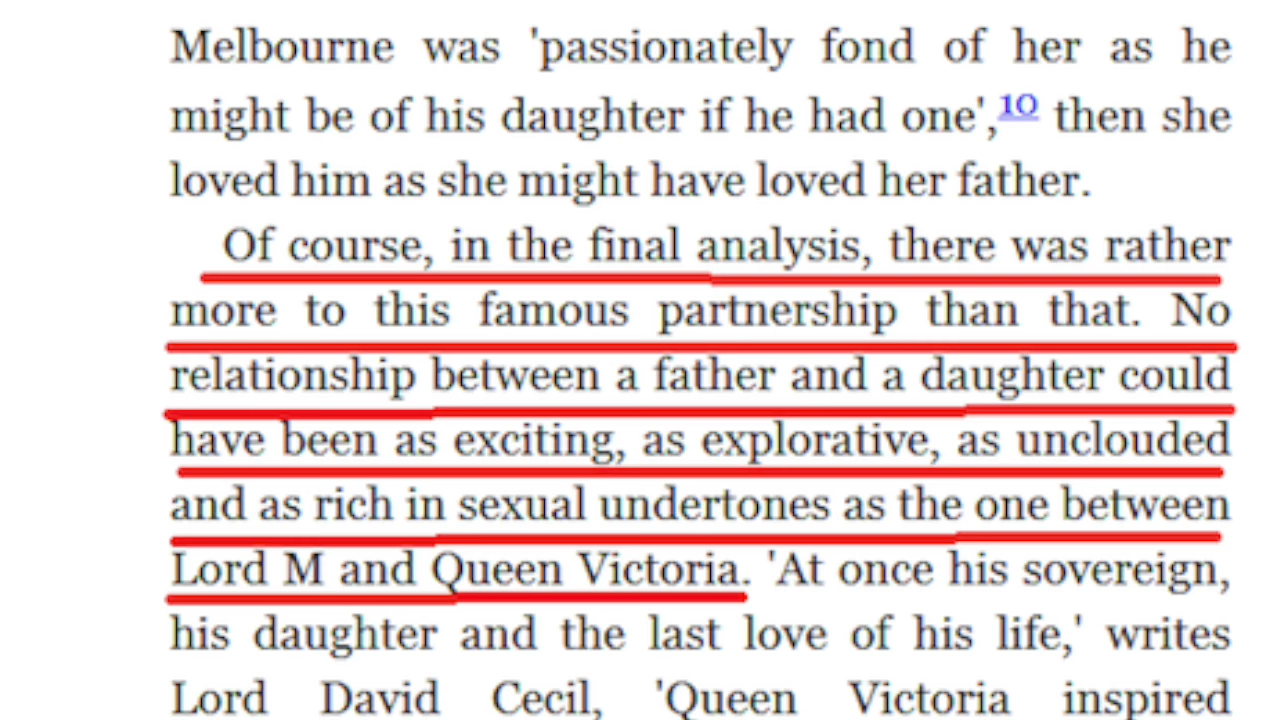 Melbourne was 'passionately fond of her as he
might be of his daughter if he had one',10 then she
loved him as she might have loved her father.
Of course, in the final analysis, there was rather
more to this famous partnership than that. No
relationship between a father and a daughter could
have been as exciting, as explorative, as unclouded
and as rich in sexual undertones as the one between
Lord M and Queen Victoria. 'At once his sovereign,
his daughter and the last love of his life,' writes
Lord David Cecil, 'Queen Victoria inspired